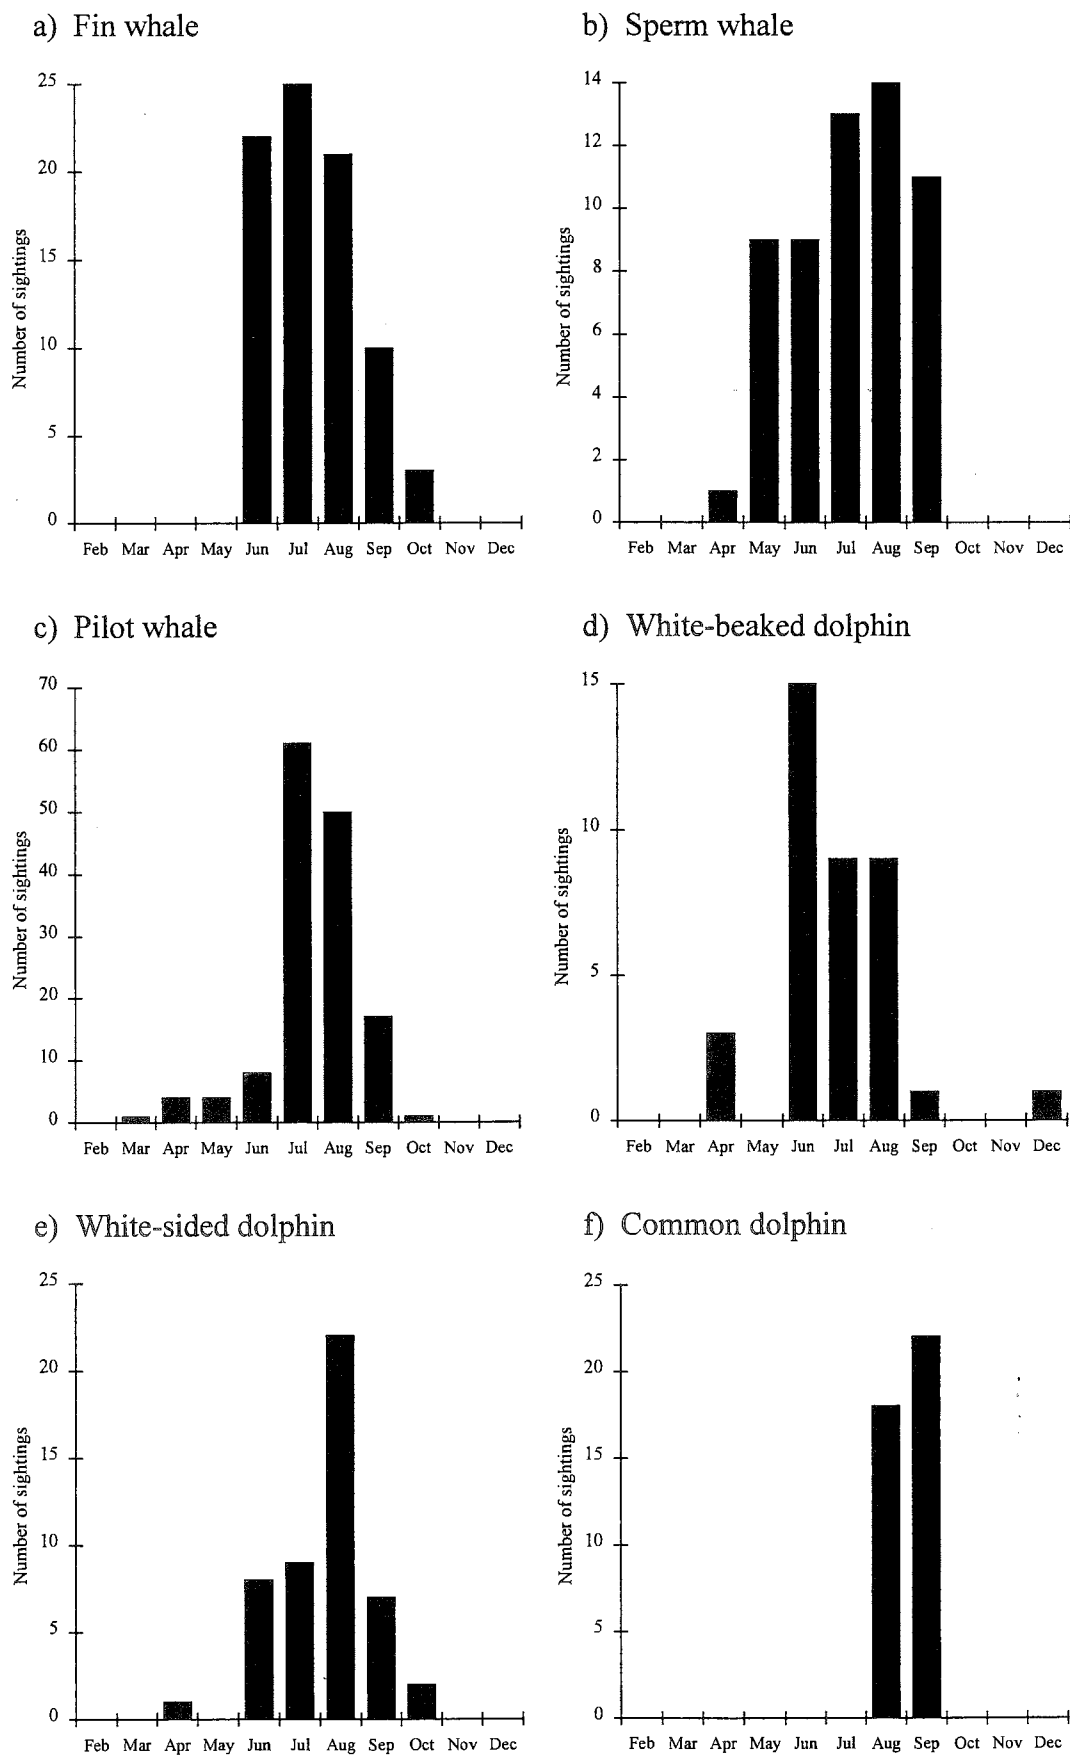 a) Fin whale
25
20
15
10
5
0
Number of sightings
Feb Mar Apr May Jun Jul Aug Sep Oct Nov Dec
b) Sperm whale
14
12
10
8
6
4
2
0
Number of sightings
Feb Mar Apr May Jun Jul Aug Sep Oct Nov Dec
c) Pilot whale
70
60
50
40
30
20
10
0
Number of sightings
Feb Mar Apr May Jun Jul Aug Sep Oct Nov Dec
d) White-beaked dolphin
15
10
5
0
Number of sightings
Feb Mar Apr May Jun Jul Aug Sep Oct Nov Dec
e) White-sided dolphin
25
20
15
10
5
0
Number of sightings
Feb Mar Apr May Jun Jul Aug Sep Oct Nov Dec
f) Common dolphin
25
20
15
10
5
0
Number of sightings
Feb Mar Apr May Jun Jul Aug Sep Oct Nov Dec